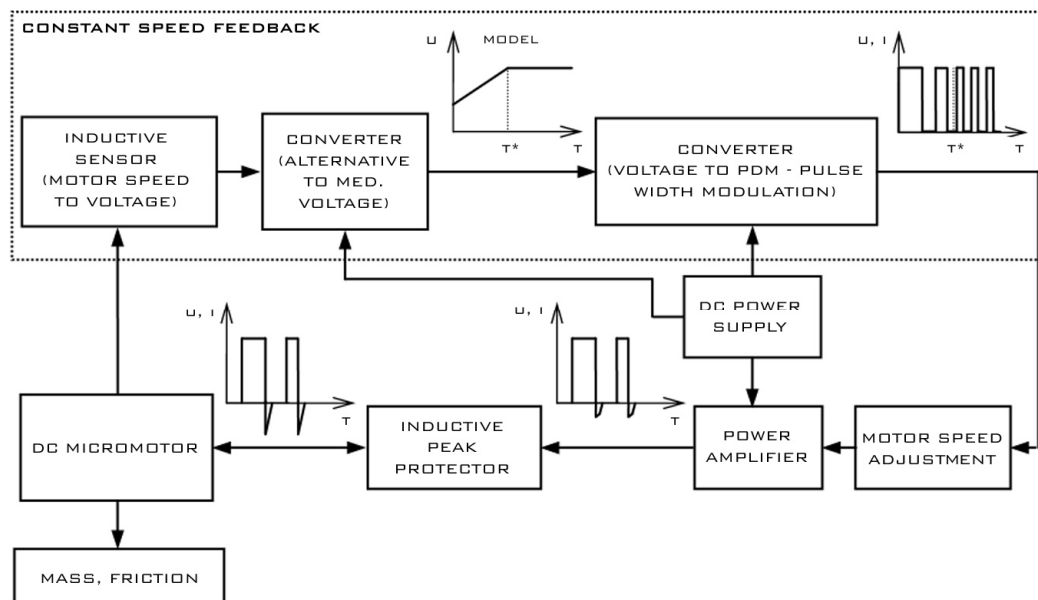 CONSTANT SPEED FEEDBACK
U
MODEL
T*
T
U, I
T*
T
INDUCTIVE
SENSOR
(MOTOR SPEED
TO VOLTAGE)
CONVERTER
(ALTERNATIVE
TO MED.
VOLTAGE)
CONVERTER
(VOLTAGE TO PDM - PULSE
WIDTH MODULATION)
DC POWER
SUPPLY
U, I
T
U, I
T
DC MICROMOTOR
INDUCTIVE
PEAK
PROTECTOR
POWER
AMPLIFIER
MOTOR SPEED
ADJUSTMENT
MASS, FRICTION